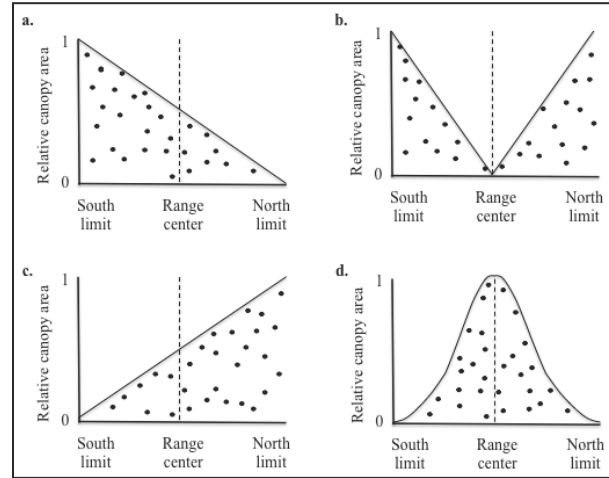 a.
Relative canopy area
1
0
South limit
Range center
North limit
b.
Relative canopy area
1
0
South limit
Range center
North limit
c.
Relative canopy area
1
0
South limit
Range center
North limit
d.
Relative canopy area
1
0
South limit
Range center
North limit